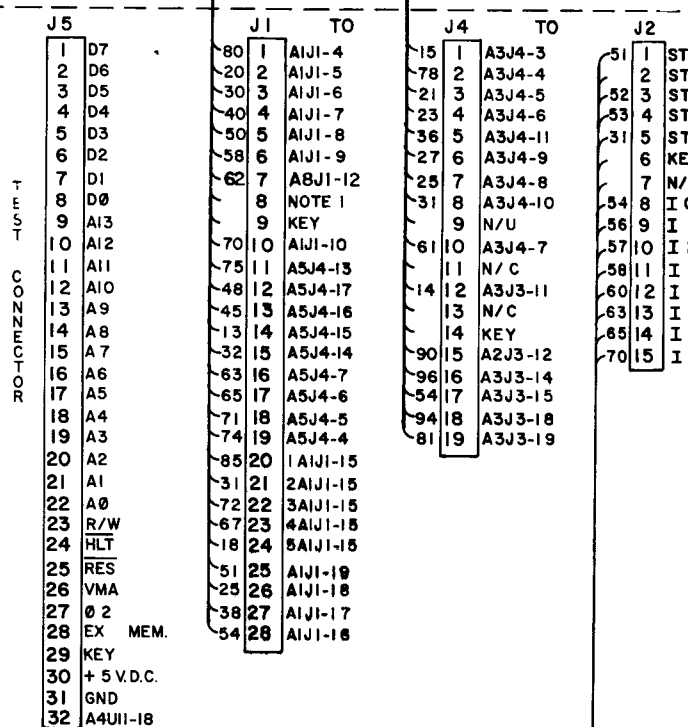 J5
1 D7
2 D6
3 D5
4 D4
5 D3
6 D2
7 D1
8 DØ
9 A13
10 A12
11 A11
12 A10
13 A9
14 A8
15 A7
16 A6
17 A5
18 A4
19 A3
20 A2
21 A1
22 AØ
23 R/W
24 HLT
25 RES
26 VMA
27 Ø2
28 EX MEM.
29 KEY
30 + 5 V.D.C.
31 GND
32 A4U11-18
TEST CONNECTOR
J1 TO
80 1 A1J1-4
20 2 A1J1-5
30 3 A1J1-6
40 4 A1J1-7
50 5 A1J1-8
58 6 A1J1-9
62 7 A8J1-12
8 NOTE 1
9 KEY
70 10 A1J1-10
75 11 A5J4-13
48 12 A5J4-17
45 13 A5J4-16
13 14 A5J4-15
32 15 A5J4-14
63 16 A5J4-7
65 17 A5J4-6
71 18 A5J4-5
74 19 A5J4-4
85 20 1A1J1-15
31 21 2A1J1-15
72 22 3A1J1-15
67 23 4A1J1-15
18 24 5A1J1-15
51 25 A1J1-19
25 26 A1J1-18
38 27 A1J1-17
54 28 A1J1-16
J4 TO
15 1 A3J4-3
78 2 A3J4-4
21 3 A3J4-5
23 4 A3J4-6
36 5 A3J4-11
27 6 A3J4-9
25 7 A3J4-8
31 8 A3J4-10
9 N/U
61 10 A3J4-7
11 N/C
14 12 A3J3-11
13 N/C
14 KEY
90 15 A2J3-12
96 16 A3J3-14
54 17 A3J3-15
94 18 A3J3-18
81 19 A3J3-19
J2
51 1 ST
2 ST
52 3 ST
53 4 ST
31 5 ST
6 KE
7 N/
54 8 I
56 9 I
57 10 I
58 11 I
60 12 I
63 13 I
65 14 I
70 15 I